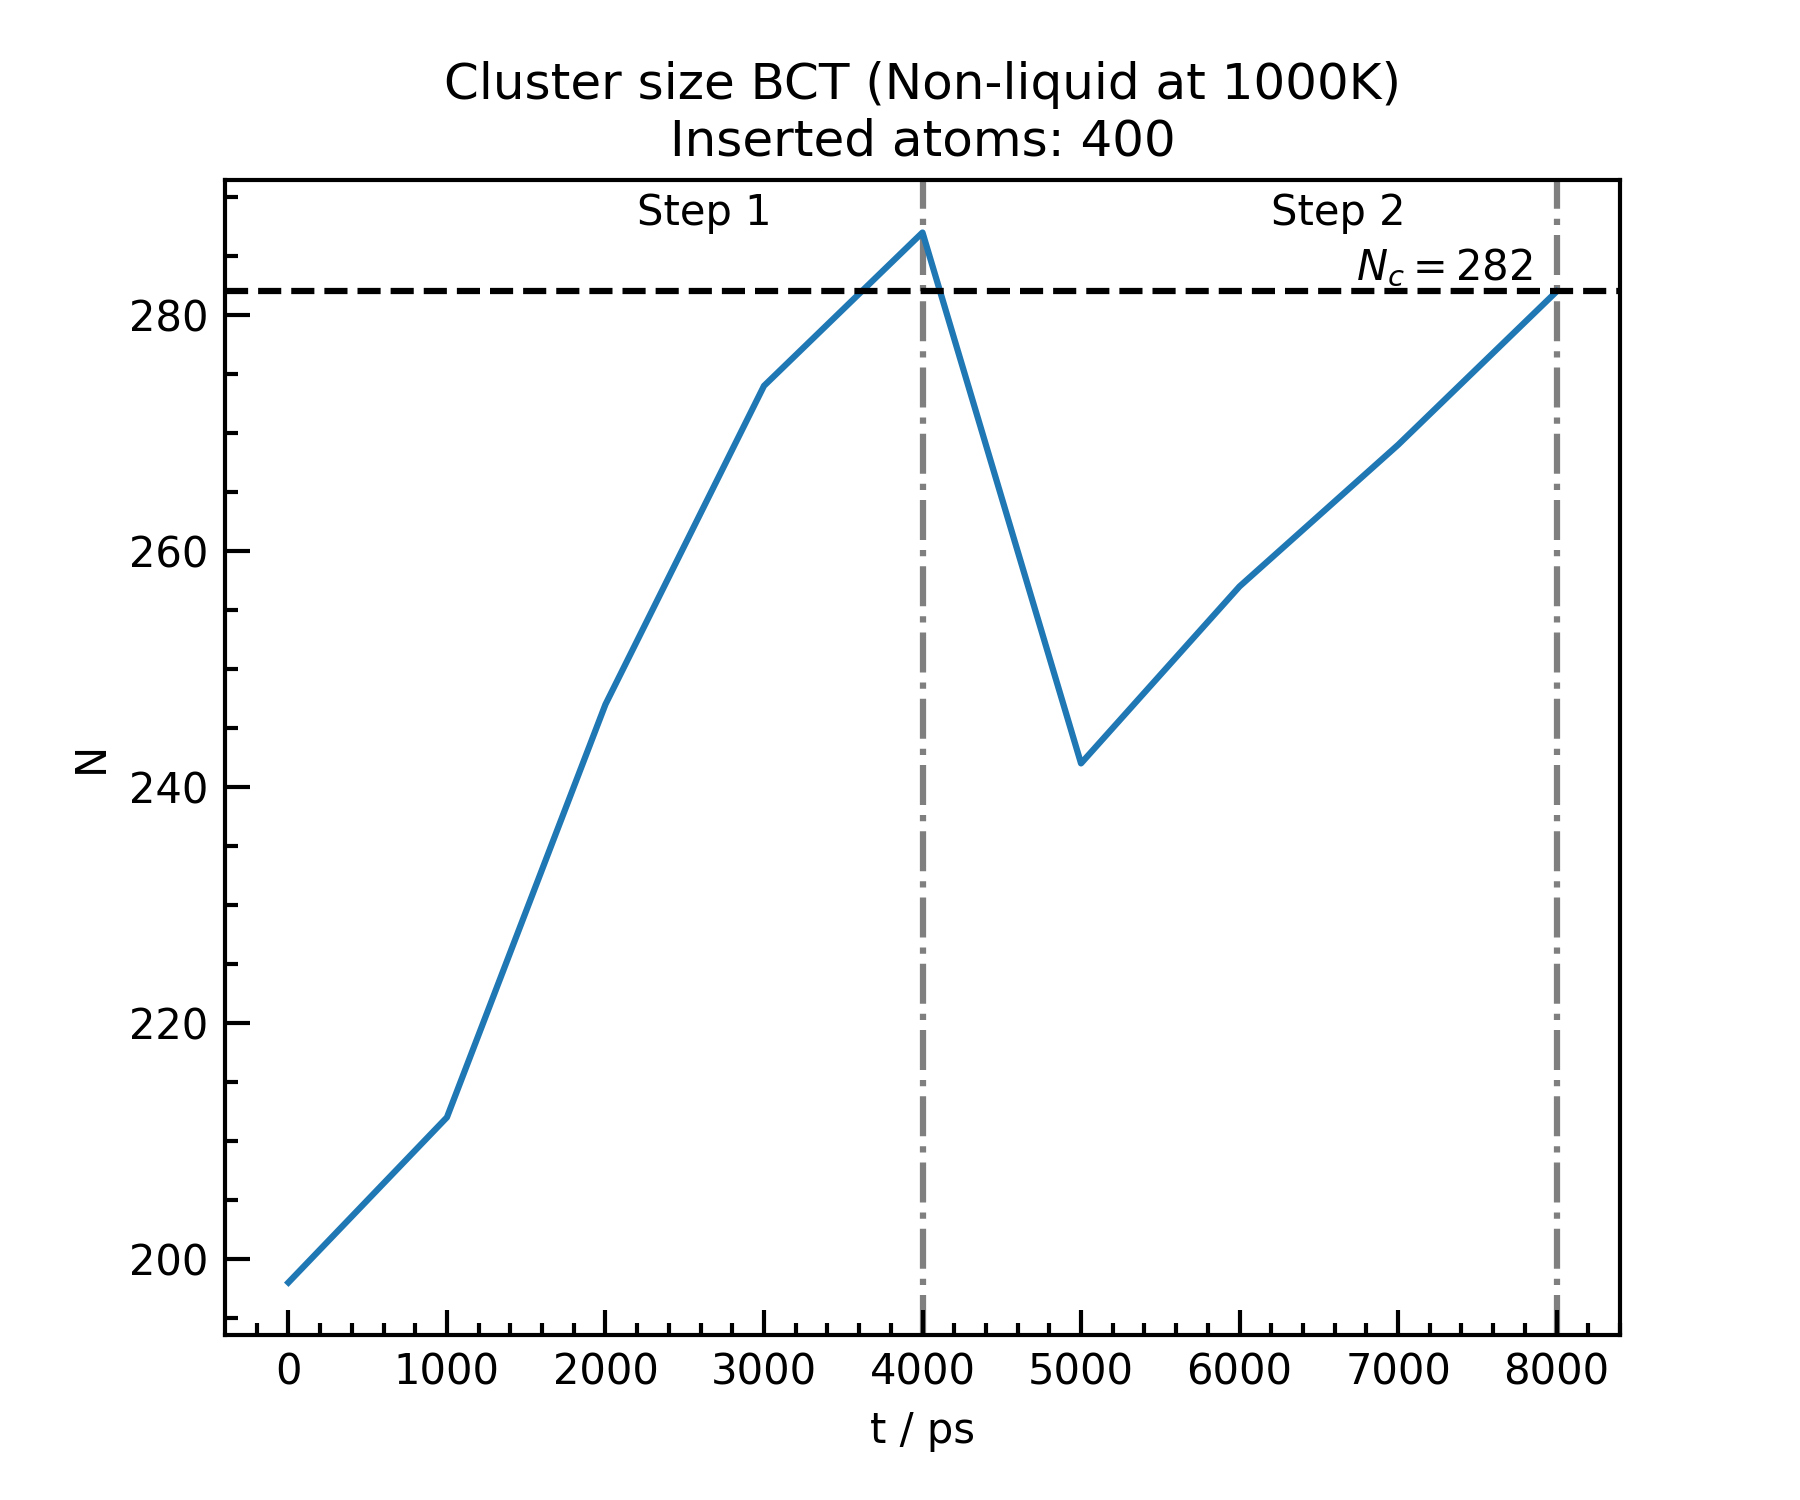 Cluster size BCT (Non-liquid at 1000K)
Inserted atoms: 400
Step 1
Step 2
N_c = 282
280
260
240
220
200
N
0 1000 2000 3000 4000 5000 6000 7000 8000
t / ps